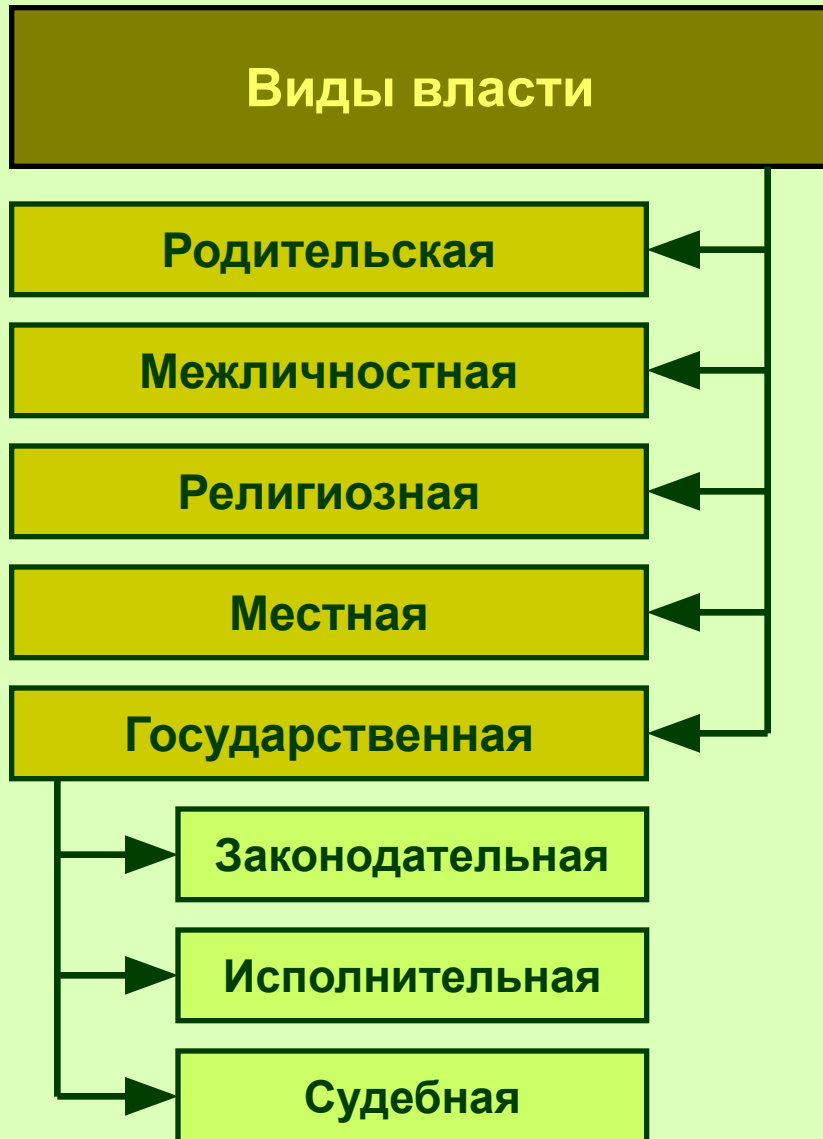 Виды власти
Родительская
Межличностная
Религиозная
Местная
Государственная
Законодательная
Исполнительная
Судебная